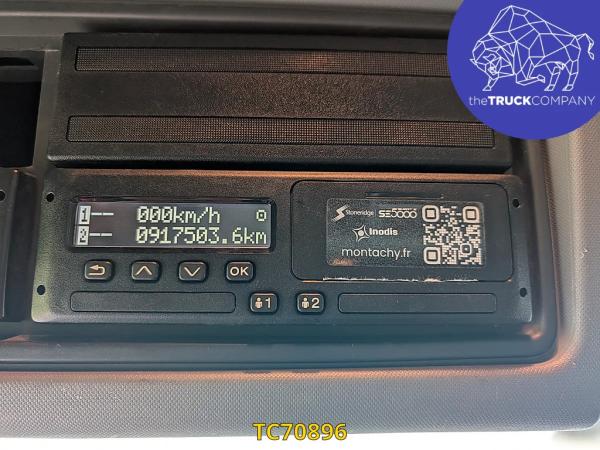 theTRUCKCOMPANY
1-- 000km/h
2-- 0917503.6km
Stoneridge SE5000
Inodis
montachy.fr
OK
1
2
TC70896